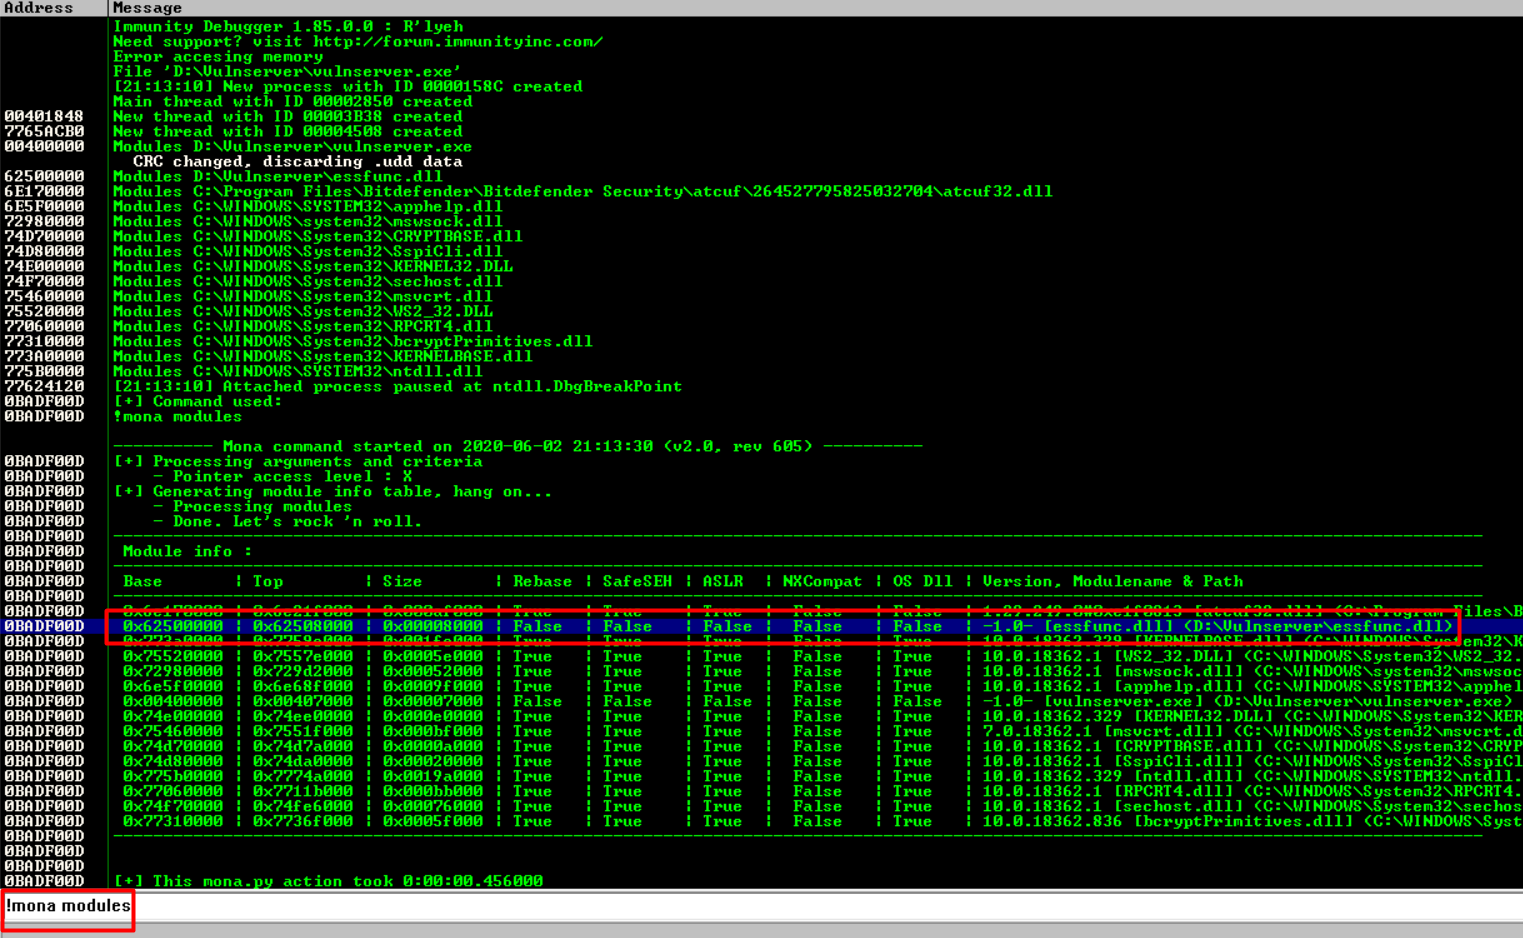 Address Message
Immunity Debugger 1.85.0.0 : R'lyeh
Need support? visit http://forum.immunityinc.com/
Error accesing memory
File 'D:\Vulnserver\vulnserver.exe'
[21:13:10] New process with ID 0000158C created
Main thread with ID 00002850 created
00401848 New thread with ID 00003B38 created
7765ACB0 New thread with ID 00004508 created
00400000 Modules D:\Vulnserver\vulnserver.exe
CRC changed, discarding .udd data
62500000 Modules D:\Vulnserver\essfunc.dll
6E170000 Modules C:\Program Files\Bitdefender\Bitdefender Security\atcuf\264527795825032704\atcuf32.dll
6E5F0000 Modules C:\WINDOWS\SYSTEM32\apphelp.dll
72980000 Modules C:\WINDOWS\system32\mswsock.dll
74D70000 Modules C:\WINDOWS\System32\CRYPTBASE.dll
74D80000 Modules C:\WINDOWS\System32\SspiCli.dll
74E00000 Modules C:\WINDOWS\System32\KERNEL32.DLL
74F70000 Modules C:\WINDOWS\System32\sechost.dll
75460000 Modules C:\WINDOWS\System32\msvcrt.dll
75520000 Modules C:\WINDOWS\System32\WS2_32.DLL
77060000 Modules C:\WINDOWS\System32\RPCRT4.dll
77310000 Modules C:\WINDOWS\System32\bcryptPrimitives.dll
773A0000 Modules C:\WINDOWS\System32\KERNELBASE.dll
775B0000 Modules C:\WINDOWS\SYSTEM32\ntdll.dll
77624120 [21:13:10] Attached process paused at ntdll.DbgBreakPoint
0BADF00D [+] Command used:
0BADF00D !mona modules
---------- Mona command started on 2020-06-02 21:13:30 (v2.0, rev 605) ----------
0BADF00D [+] Processing arguments and criteria
0BADF00D - Pointer access level : X
0BADF00D [+] Generating module info table, hang on...
0BADF00D - Processing modules
0BADF00D - Done. Let's rock 'n roll.
0BADF00D
0BADF00D Module info :
0BADF00D
0BADF00D Base | Top | Size | Rebase | SafeSEH | ASLR | NXCompat | OS Dll | Version, Modulename & Path
0BADF00D
0BADF00D 0x6e170000 | 0x6e21f000 | 0x000af000 | True | True | True | False | False | [atcuf32.dll] (C:\Program Files\B
0BADF00D 0x62500000 | 0x62508000 | 0x00008000 | False | False | False | False | False | -1.0- [essfunc.dll] (D:\Vulnserver\essfunc.dll)
0BADF00D 0x773a0000 | 0x7759e000 | 0x001fe000 | True | True | True | False | True | 10.0.18362.329 [KERNELBASE.dll] (C:\WINDOWS\System32\K
0BADF00D 0x75520000 | 0x7557e000 | 0x0005e000 | True | True | True | False | True | 10.0.18362.1 [WS2_32.DLL] (C:\WINDOWS\System32\WS2_32.
0BADF00D 0x72980000 | 0x729d2000 | 0x00052000 | True | True | True | False | True | 10.0.18362.1 [mswsock.dll] (C:\WINDOWS\system32\mswsoc
0BADF00D 0x6e5f0000 | 0x6e68f000 | 0x0009f000 | True | True | True | False | True | 10.0.18362.1 [apphelp.dll] (C:\WINDOWS\SYSTEM32\apphel
0BADF00D 0x00400000 | 0x00407000 | 0x00007000 | False | False | False | False | False | -1.0- [vulnserver.exe] (D:\Vulnserver\vulnserver.exe)
0BADF00D 0x74e00000 | 0x74ee0000 | 0x000e0000 | True | True | True | False | True | 10.0.18362.329 [KERNEL32.DLL] (C:\WINDOWS\System32\KER
0BADF00D 0x75460000 | 0x7551f000 | 0x000bf000 | True | True | True | False | True | 7.0.18362.1 [msvcrt.dll] (C:\WINDOWS\System32\msvcrt.d
0BADF00D 0x74d70000 | 0x74d7a000 | 0x0000a000 | True | True | True | False | True | 10.0.18362.1 [CRYPTBASE.dll] (C:\WINDOWS\System32\CRYP
0BADF00D 0x74d80000 | 0x74da0000 | 0x00020000 | True | True | True | False | True | 10.0.18362.1 [SspiCli.dll] (C:\WINDOWS\System32\SspiCl
0BADF00D 0x775b0000 | 0x7774a000 | 0x0019a000 | True | True | True | False | True | 10.0.18362.329 [ntdll.dll] (C:\WINDOWS\SYSTEM32\ntdll.
0BADF00D 0x77060000 | 0x7711b000 | 0x000bb000 | True | True | True | False | True | 10.0.18362.1 [RPCRT4.dll] (C:\WINDOWS\System32\RPCRT4.
0BADF00D 0x74f70000 | 0x74fe6000 | 0x00076000 | True | True | True | False | True | 10.0.18362.1 [sechost.dll] (C:\WINDOWS\System32\sechos
0BADF00D 0x77310000 | 0x7736f000 | 0x0005f000 | True | True | True | False | True | 10.0.18362.836 [bcryptPrimitives.dll] (C:\WINDOWS\Syst
0BADF00D
0BADF00D
0BADF00D
0BADF00D [+] This mona.py action took 0:00:00.456000
!mona modules